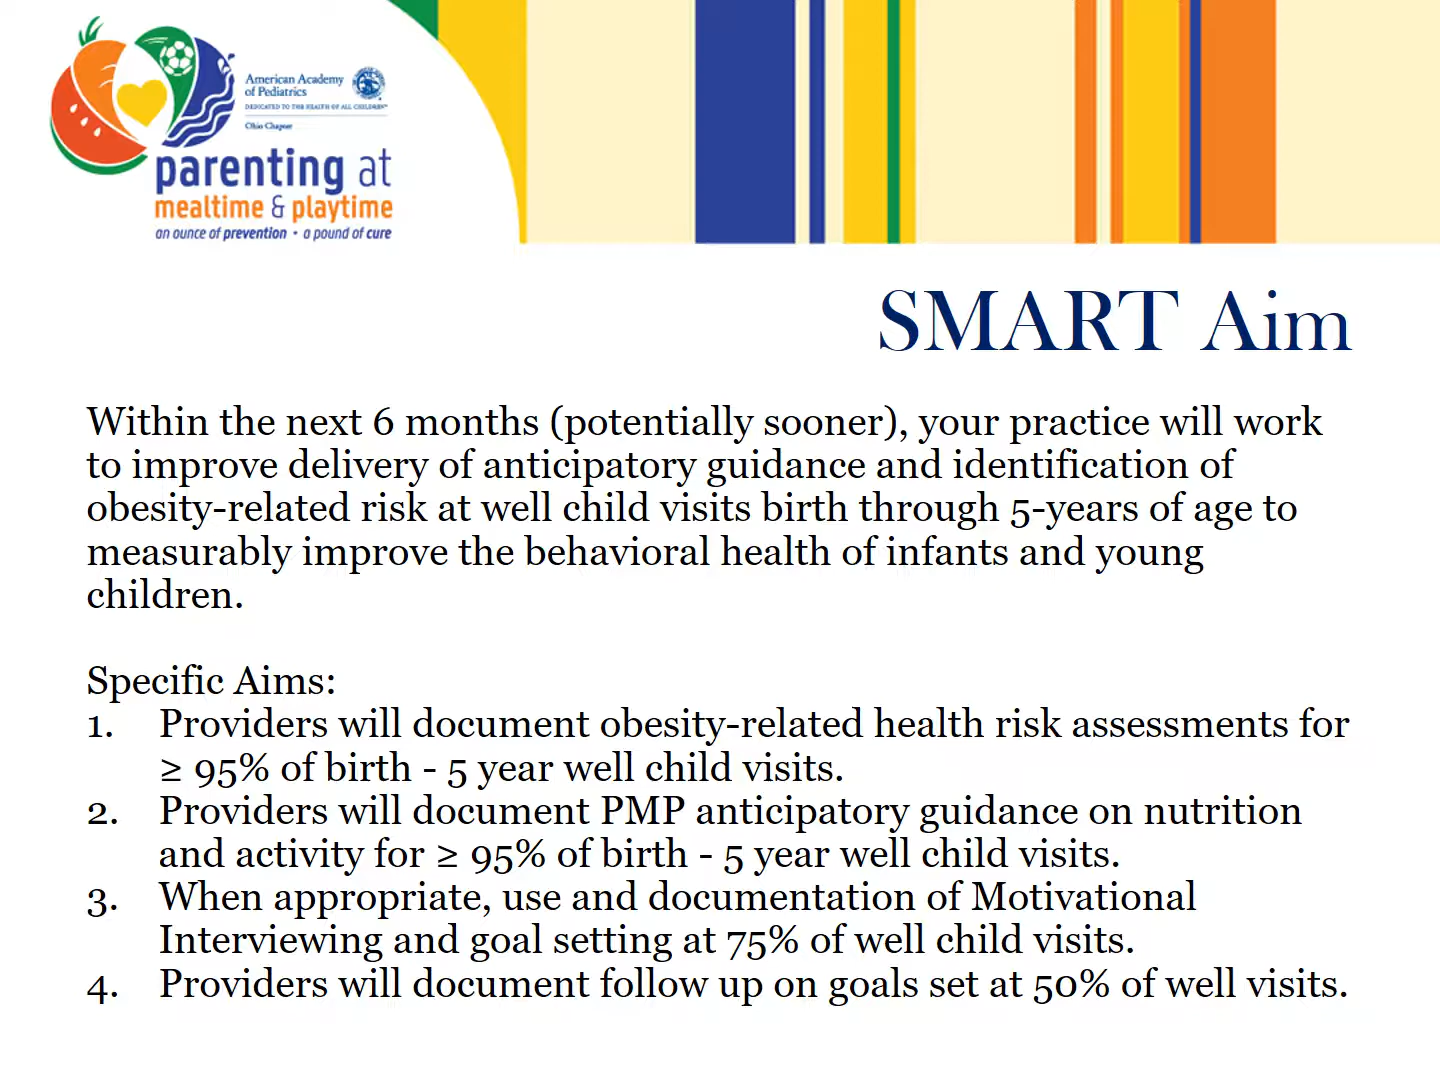 American Academy
of Pediatrics
DEDICATED TO THE HEALTH OF ALL CHILDREN™
Ohio Chapter
parenting at
mealtime & playtime
an ounce of prevention • a pound of cure
SMART Aim
Within the next 6 months (potentially sooner), your practice will work
to improve delivery of anticipatory guidance and identification of
obesity-related risk at well child visits birth through 5-years of age to
measurably improve the behavioral health of infants and young
children.
Specific Aims:
1. Providers will document obesity-related health risk assessments for
≥ 95% of birth - 5 year well child visits.
2. Providers will document PMP anticipatory guidance on nutrition
and activity for ≥ 95% of birth - 5 year well child visits.
3. When appropriate, use and documentation of Motivational
Interviewing and goal setting at 75% of well child visits.
4. Providers will document follow up on goals set at 50% of well visits.